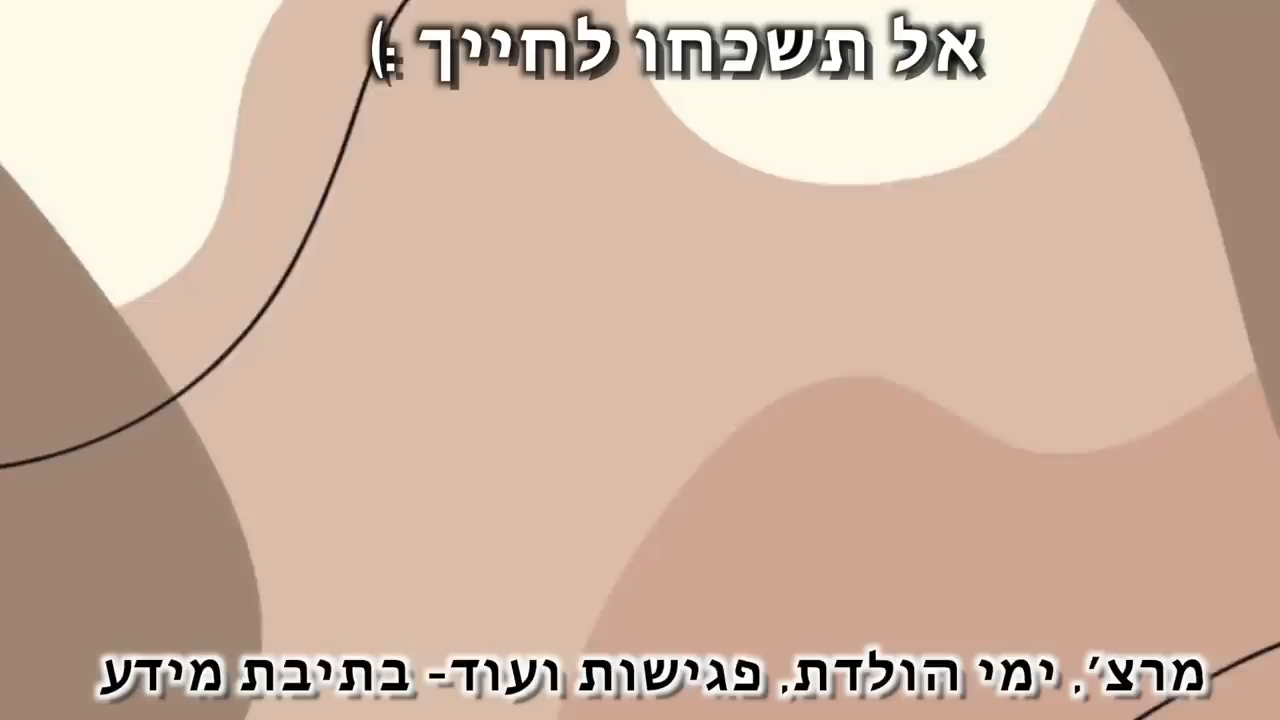 אל תשכחו לחייך :)
מרצ', ימי הולדת, פגישות ועוד- בתיבת מידע